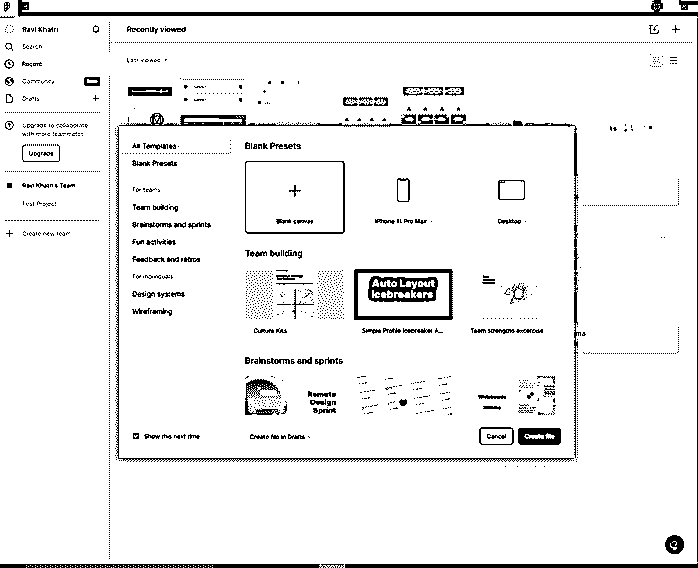 Ravi Khatri
Recently viewed
Search
Recent
Last viewed
Community
Drafts
Upgrade to collaborate
with more teammates
Upgrade
Ravi Khatri's Team
Test Project
Create new team
All Templates
Blank Presets
For teams
Team building
Brainstorms and sprints
Fun activities
Feedback and retros
For individuals
Design systems
Wireframing
Blank Presets
Blank canvas
iPhone 11 Pro Max
Desktop
Team building
Auto Layout
Icebreakers
Culture Kits
Simple Profile Icebreaker A...
Team strengths excercise
Brainstorms and sprints
Remote
Design
Sprint
Show this next time
Create file in Drafts
Cancel
Create file